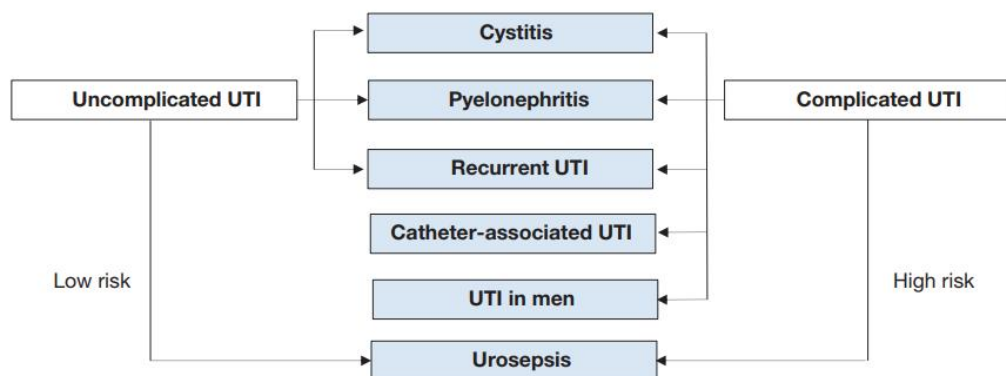 Cystitis
Uncomplicated UTI
Pyelonephritis
Complicated UTI
Recurrent UTI
Catheter-associated UTI
Low risk
High risk
UTI in men
Urosepsis